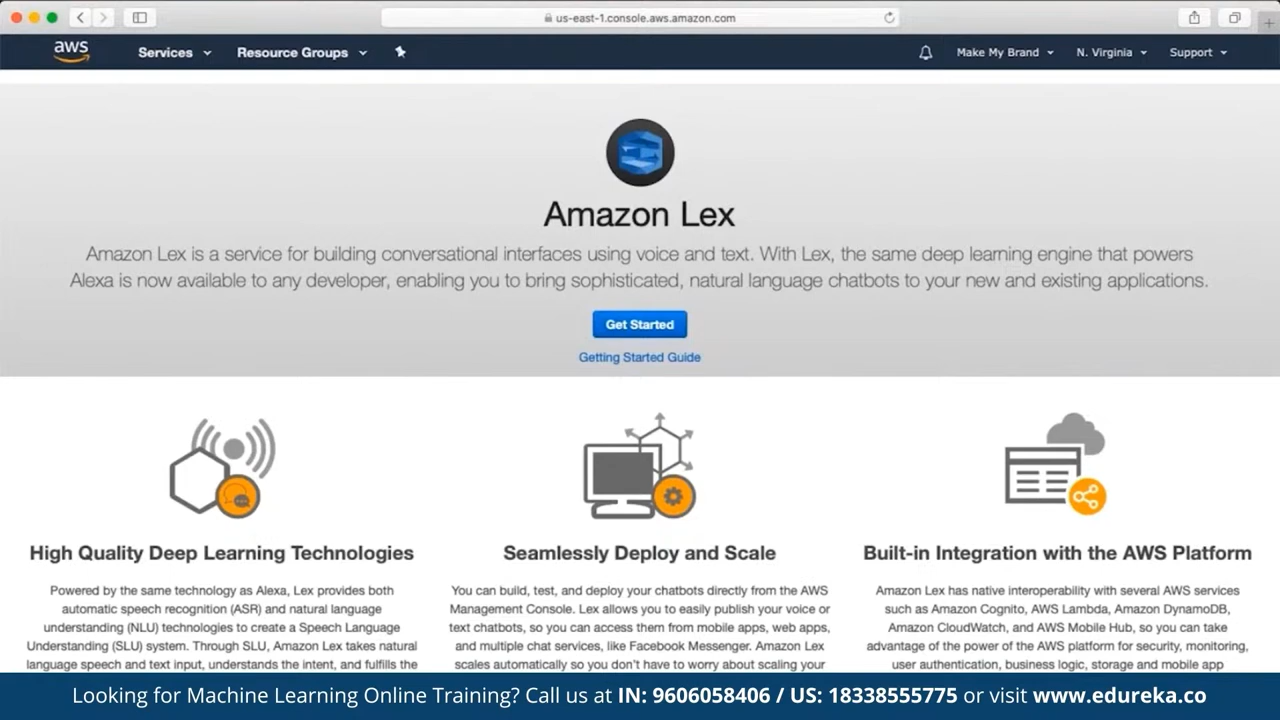 us-east-1.console.aws.amazon.com
aws Services Resource Groups Make My Brand N. Virginia Support
Amazon Lex
Amazon Lex is a service for building conversational interfaces using voice and text. With Lex, the same deep learning engine that powers
Alexa is now available to any developer, enabling you to bring sophisticated, natural language chatbots to your new and existing applications.
Get Started
Getting Started Guide
High Quality Deep Learning Technologies
Powered by the same technology as Alexa, Lex provides both
automatic speech recognition (ASR) and natural language
understanding (NLU) technologies to create a Speech Language
Understanding (SLU) system. Through SLU, Amazon Lex takes natural
language speech and text input, understands the intent, and fulfills the
Seamlessly Deploy and Scale
You can build, test, and deploy your chatbots directly from the AWS
Management Console. Lex allows you to easily publish your voice or
text chatbots, so you can access them from mobile apps, web apps,
and multiple chat services, like Facebook Messenger. Amazon Lex
scales automatically so you don't have to worry about scaling your
Built-in Integration with the AWS Platform
Amazon Lex has native interoperability with several AWS services
such as Amazon Cognito, AWS Lambda, Amazon DynamoDB,
Amazon CloudWatch, and AWS Mobile Hub, so you can take
advantage of the power of the AWS platform for security, monitoring,
user authentication, business logic, storage and mobile app
Looking for Machine Learning Online Training? Call us at IN: 9606058406 / US: 18338555775 or visit www.edureka.co